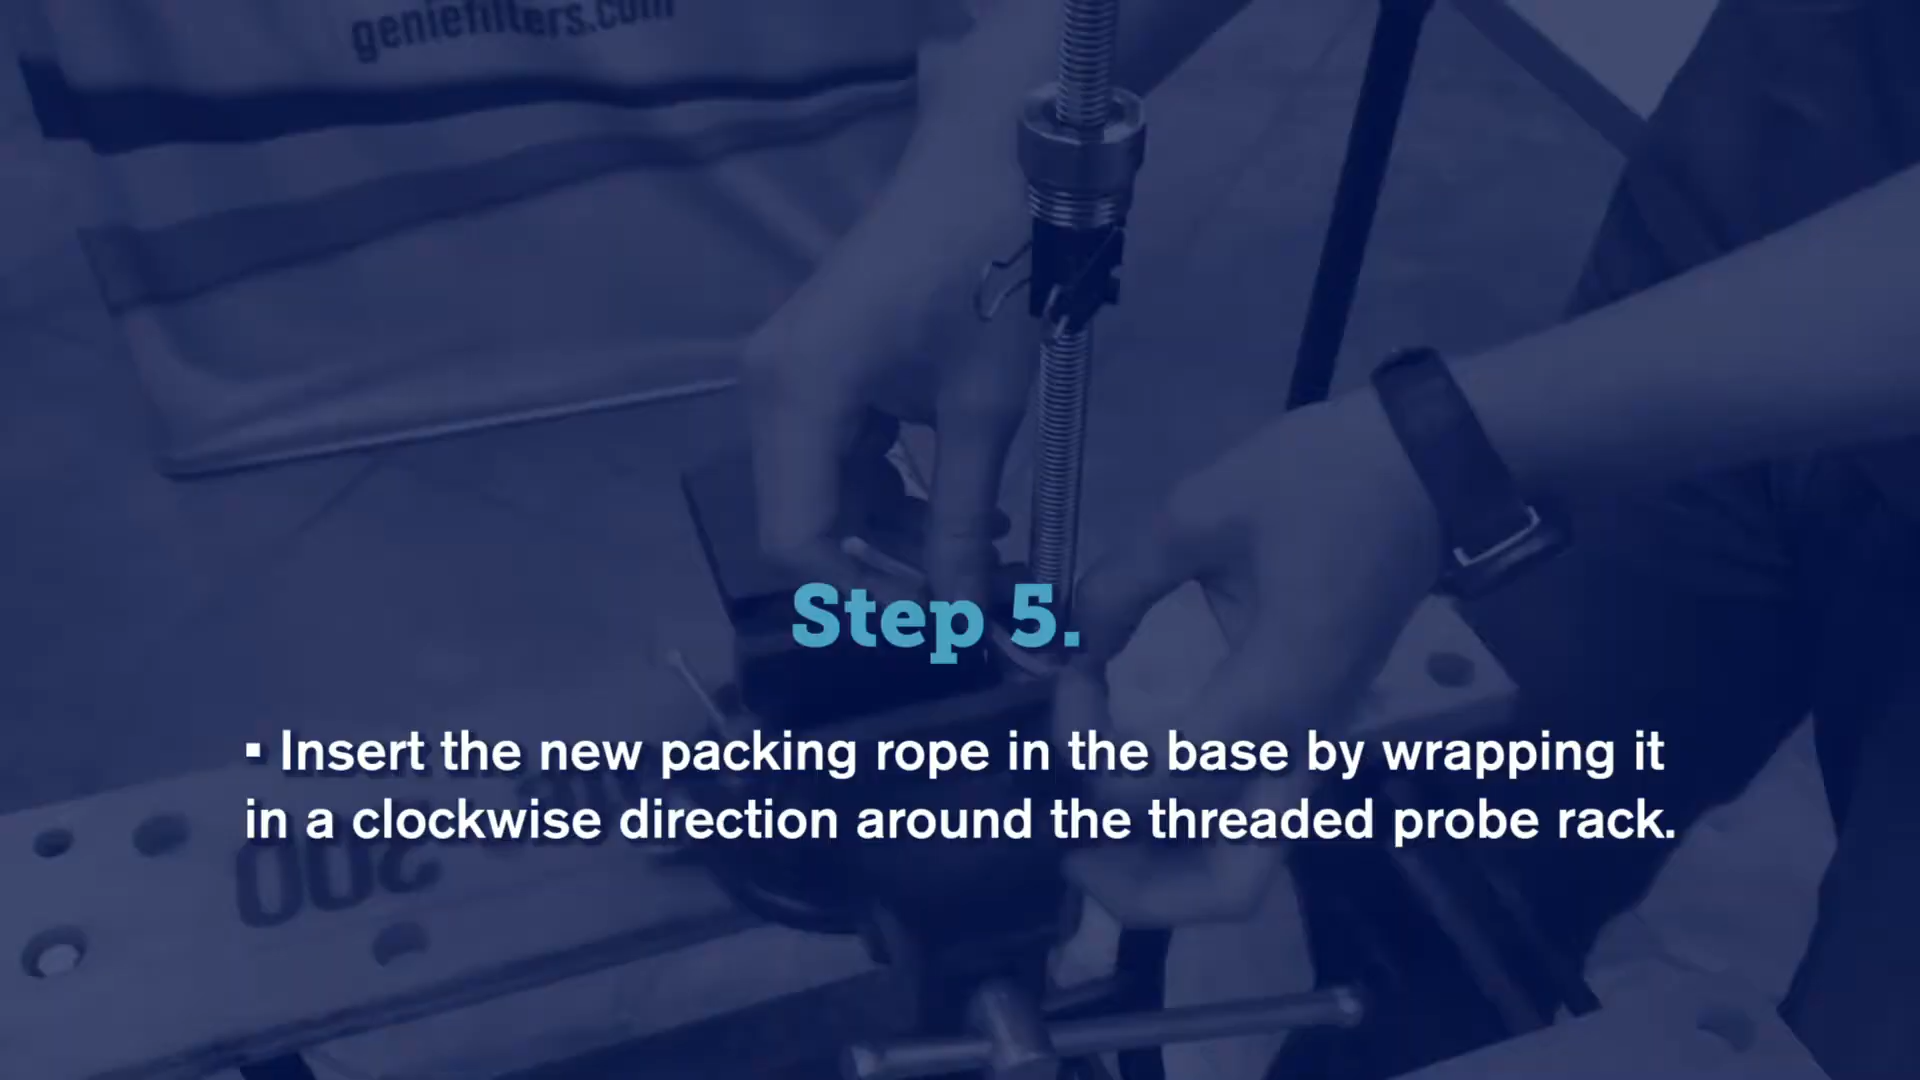 geniefilters.com
Step 5.
▪ Insert the new packing rope in the base by wrapping it
in a clockwise direction around the threaded probe rack.
200